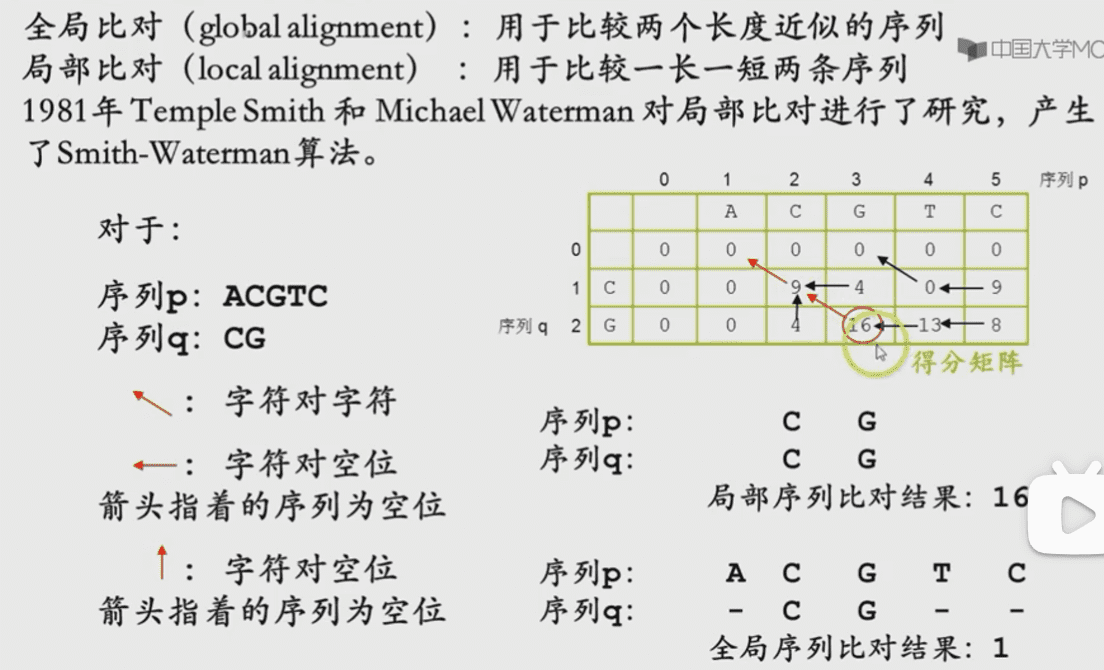 全局比对（global alignment）：用于比较两个长度近似的序列
中国大学MO
局部比对（local alignment）：用于比较一长一短两条序列
1981年 Temple Smith 和 Michael Waterman 对局部比对进行了研究，产生
了Smith-Waterman算法。
对于：
序列p：ACGTC
序列q：CG
：字符对字符
：字符对空位
箭头指着的序列为空位
：字符对空位
箭头指着的序列为空位
0 1 2 3 4 5 序列 p
A C G T C
0 0 0 0 0 0 0
1 C 0 0 9 4 0 9
序列 q 2 G 0 0 4 16 13 8
得分矩阵
序列p： C G
序列q： C G
局部序列比对结果：16
序列p： A C G T C
序列q： - C G - -
全局序列比对结果：1